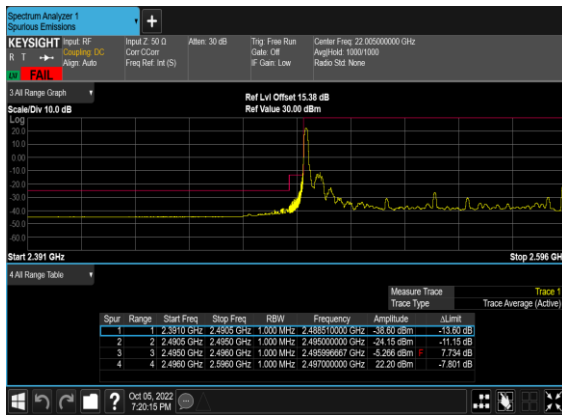 Spectrum Analyzer 1
Spurious Emissions
KEYSIGHT Input: RF Input Z: 50 Ω Atten: 30 dB Trig: Free Run Center Freq: 22.005000000 GHz
R T Coupling: DC Corr CCorr Gate: Off Avg|Hold: 1000/1000
Align: Auto Freq Ref: Int (S) IF Gain: Low Radio Std: None
FAIL
3 All Range Graph
Ref Lvl Offset 15.38 dB
Scale/Div 10.0 dB Ref Value 30.00 dBm
Log
20.0
10.0
0.00
-10.0
-20.0
-30.0
-40.0
-50.0
-60.0
Start 2.391 GHz Stop 2.596 GH
4 All Range Table
Measure Trace Trace 1
Trace Type Trace Average (Active)
Spur Range Start Freq Stop Freq RBW Frequency Amplitude ΔLimit
1 1 2.3910 GHz 2.4905 GHz 1.000 MHz 2.488510000 GHz -38.60 dBm -13.60 dB
2 2 2.4905 GHz 2.4950 GHz 1.000 MHz 2.495000000 GHz -24.15 dBm -11.15 dB
3 3 2.4950 GHz 2.4960 GHz 1.000 MHz 2.495996667 GHz -5.266 dBm F 7.734 dB
4 4 2.4960 GHz 2.5960 GHz 1.000 MHz 2.497000000 GHz 22.20 dBm -7.801 dB
? Oct 05, 2022
7:20:15 PM